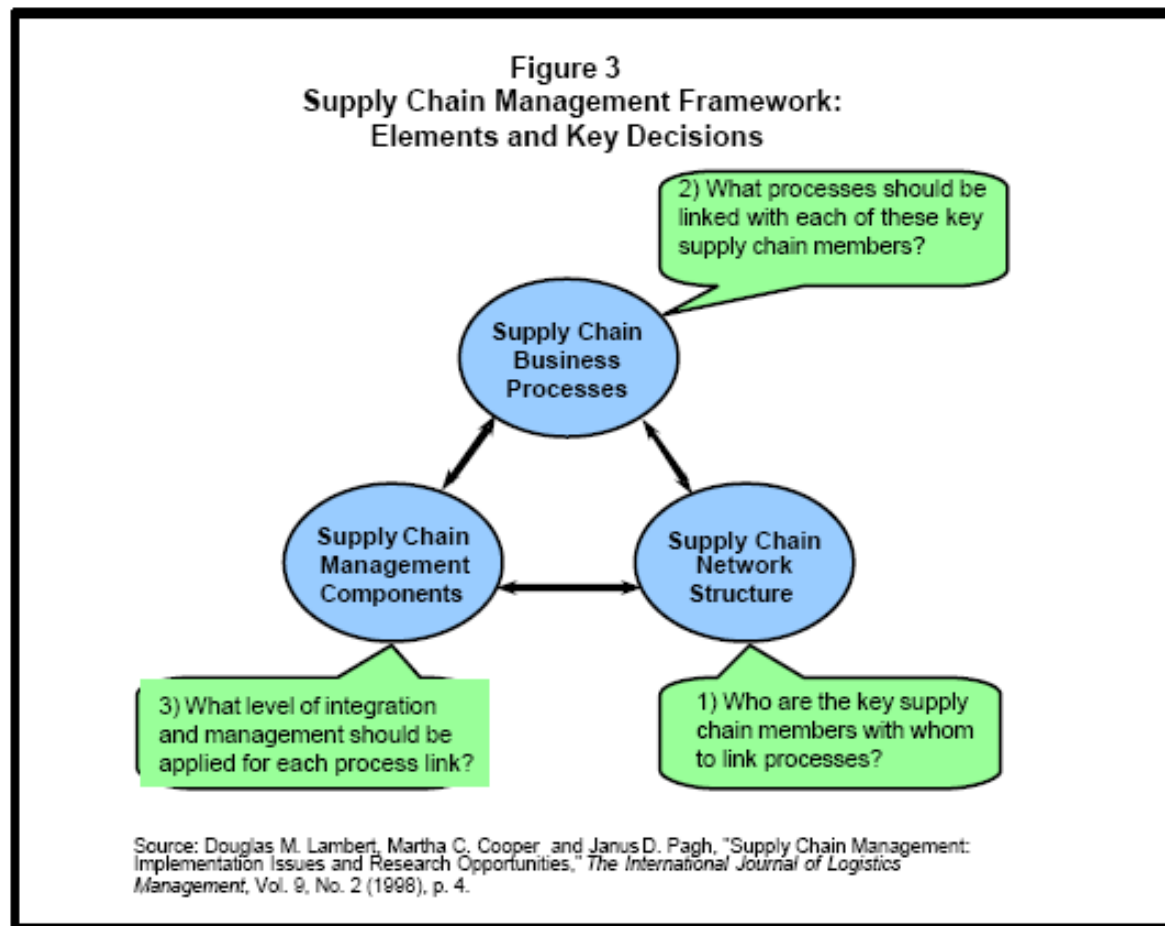 Figure 3
Supply Chain Management Framework:
Elements and Key Decisions
2) What processes should be
linked with each of these key
supply chain members?
Supply Chain
Business
Processes
Supply Chain
Management
Components
Supply Chain
Network
Structure
3) What level of integration
and management should be
applied for each process link?
1) Who are the key supply
chain members with whom
to link processes?
Source: Douglas M. Lambert, Martha C. Cooper and Janus D. Pagh, "Supply Chain Management:
Implementation Issues and Research Opportunities," The International Journal of Logistics
Management, Vol. 9, No. 2 (1998), p. 4.